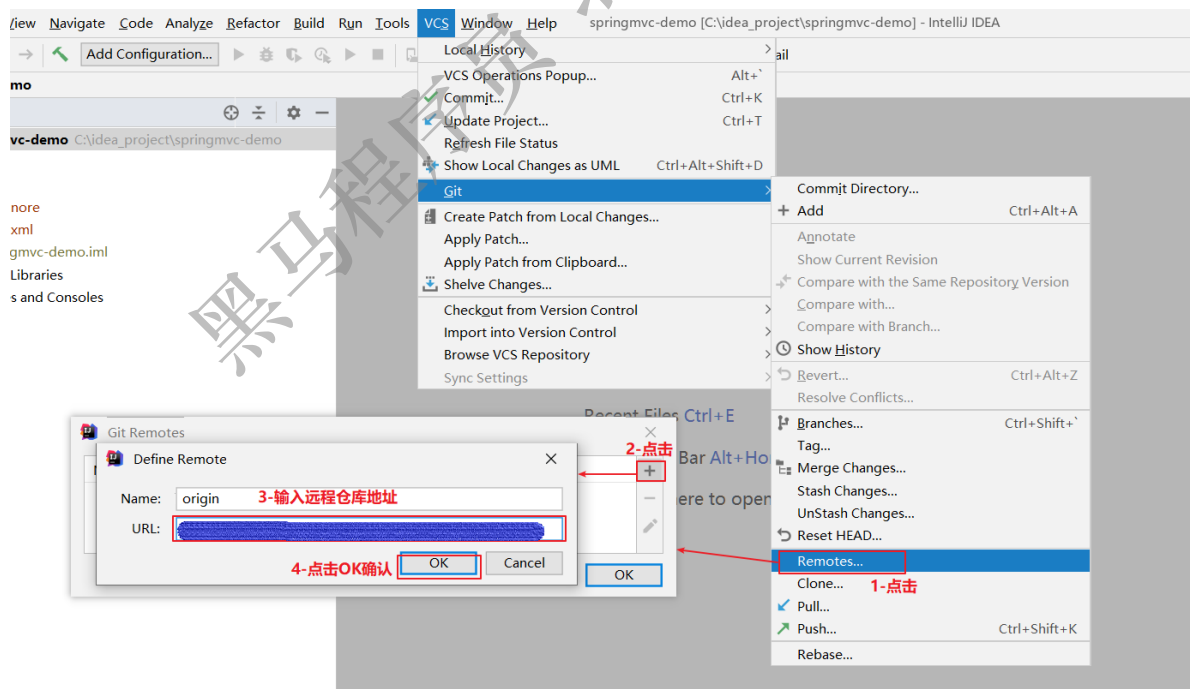 View Navigate Code Analyze Refactor Build Run Tools VCS Window Help springmvc-demo [C:\idea_project\springmvc-demo] - IntelliJ IDEA
Add Configuration...
ail
mo
vc-demo C:\idea_project\springmvc-demo
nore
xml
gmvc-demo.iml
Libraries
s and Consoles
Local History
VCS Operations Popup... Alt+`
Commit... Ctrl+K
Update Project... Ctrl+T
Refresh File Status
Show Local Changes as UML Ctrl+Alt+Shift+D
Git
Create Patch from Local Changes...
Apply Patch...
Apply Patch from Clipboard...
Shelve Changes...
Checkout from Version Control
Import into Version Control
Browse VCS Repository
Sync Settings
Commit Directory...
Add Ctrl+Alt+A
Annotate
Show Current Revision
Compare with the Same Repository Version
Compare with...
Compare with Branch...
Show History
Revert... Ctrl+Alt+Z
Resolve Conflicts...
Branches... Ctrl+Shift+`
Tag...
Merge Changes...
Stash Changes...
UnStash Changes...
Reset HEAD...
Remotes...
1-点击
Clone...
Pull...
Push... Ctrl+Shift+K
Rebase...
Recent Files Ctrl+E
Bar Alt+Ho
ere to open
Git Remotes
2-点击
Define Remote
Name: origin
3-输入远程仓库地址
URL:
4-点击OK确认
OK Cancel
OK
黑马程序员